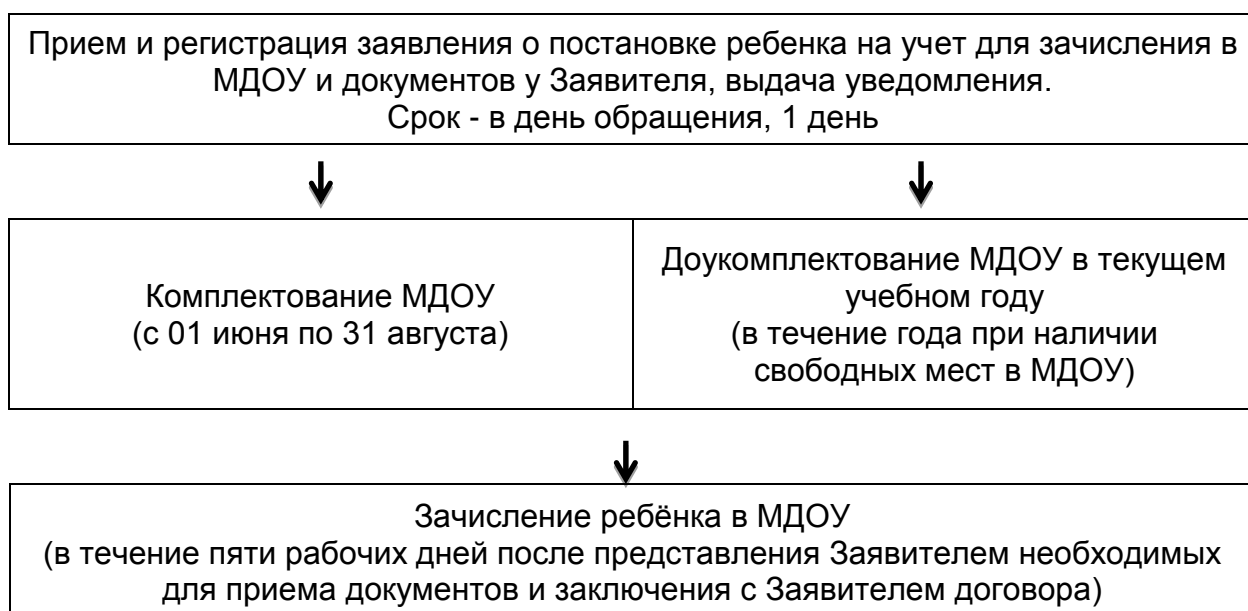 Прием и регистрация заявления о постановке ребенка на учет для зачисления в
МДОУ и документов у Заявителя, выдача уведомления.
Срок - в день обращения, 1 день
Комплектование МДОУ
(с 01 июня по 31 августа)
Доукомплектование МДОУ в текущем
учебном году
(в течение года при наличии
свободных мест в МДОУ)
Зачисление ребёнка в МДОУ
(в течение пяти рабочих дней после представления Заявителем необходимых
для приема документов и заключения с Заявителем договора)